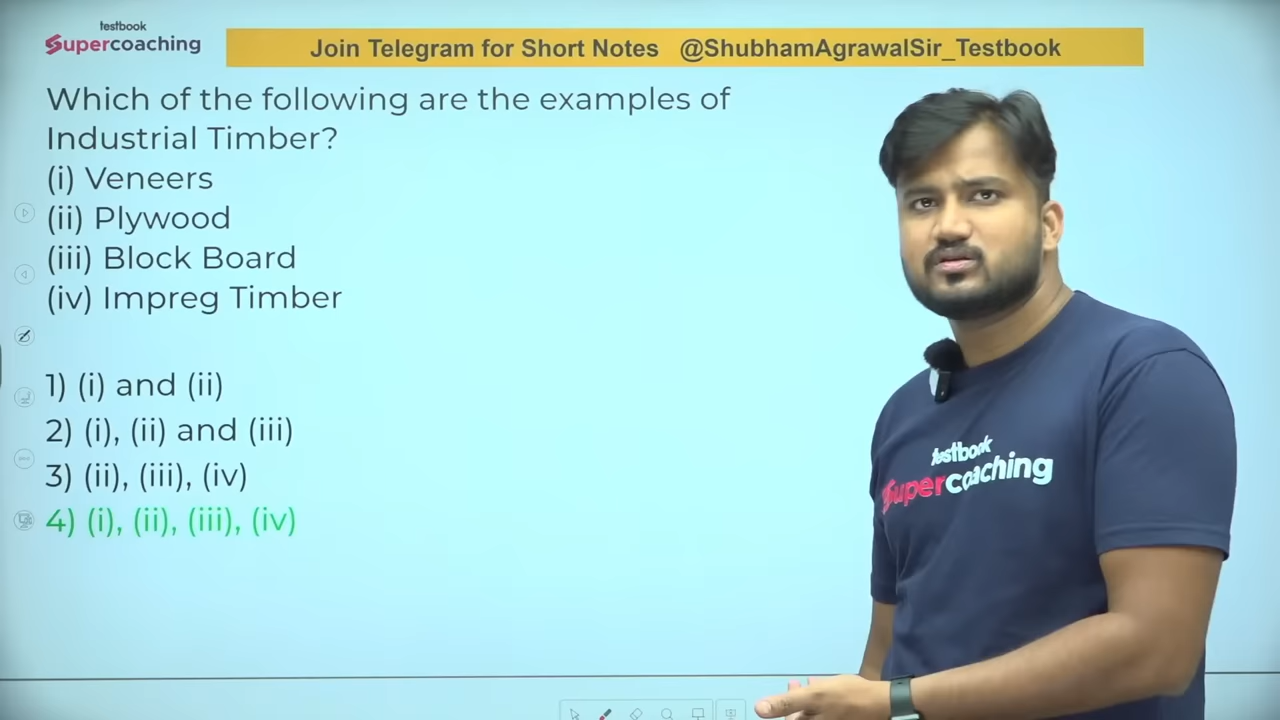 testbook
Supercoaching
Join Telegram for Short Notes @ShubhamAgrawalSir_Testbook
Which of the following are the examples of
Industrial Timber?
(i) Veneers
(ii) Plywood
(iii) Block Board
(iv) Impreg Timber
1) (i) and (ii)
2) (i), (ii) and (iii)
3) (ii), (iii), (iv)
4) (i), (ii), (iii), (iv)
testbook
Supercoaching